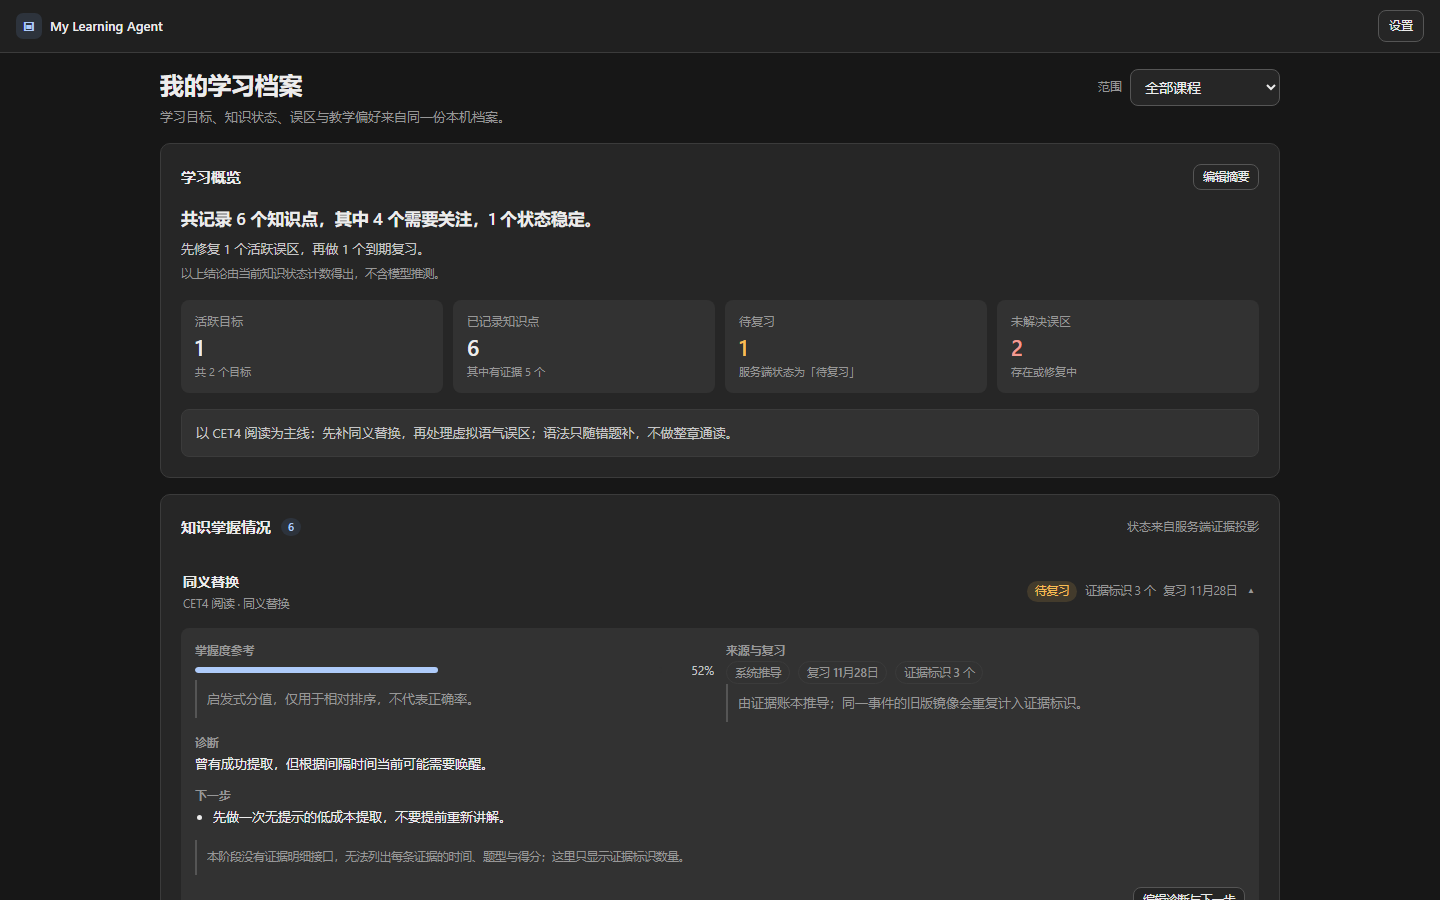 My Learning Agent
设置
我的学习档案
范围
全部课程
学习目标、知识状态、误区与教学偏好来自同一份本机档案。
学习概览
编辑摘要
共记录 6 个知识点，其中 4 个需要关注，1 个状态稳定。
先修复 1 个活跃误区，再做 1 个到期复习。
以上结论由当前知识状态计数得出，不含模型推测。
活跃目标
1
共 2 个目标
已记录知识点
6
其中有证据 5 个
待复习
1
服务端状态为「待复习」
未解决误区
2
存在或修复中
以 CET4 阅读为主线：先补同义替换，再处理虚拟语气误区；语法只随错题补，不做整章通读。
知识掌握情况 6
状态来自服务端证据投影
同义替换
CET4 阅读 · 同义替换
待复习 证据标识 3 个 复习 11月28日
掌握度参考
52%
启发式分值，仅用于相对排序，不代表正确率。
来源与复习
系统推导 复习 11月28日 证据标识 3 个
由证据账本推导；同一事件的旧版镜像会重复计入证据标识。
诊断
曾有成功提取，但根据间隔时间当前可能需要唤醒。
下一步
• 先做一次无提示的低成本提取，不要提前重新讲解。
本阶段没有证据明细接口，无法列出每条证据的时间、题型与得分；这里只显示证据标识数量。
编辑诊断与下一步